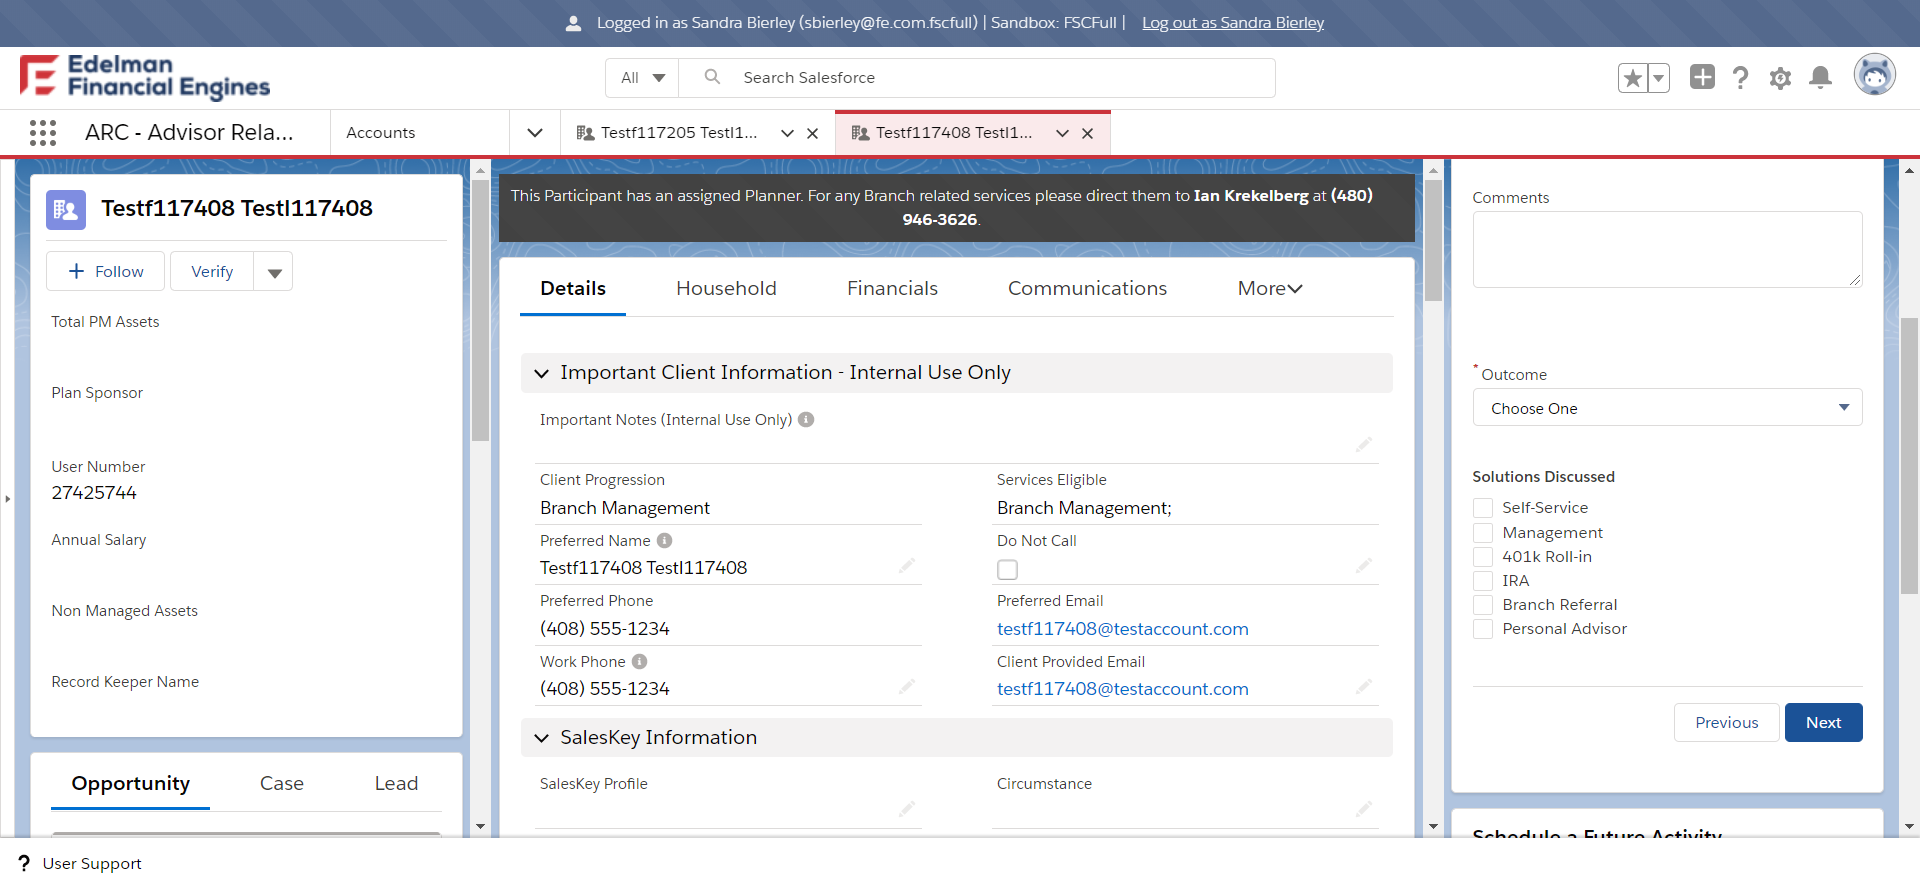 Logged in as Sandra Bierley (sbierley@fe.com.fscfull) | Sandbox: FSCFull | Log out as Sandra Bierley
Edelman
Financial Engines
All
Search Salesforce
ARC - Advisor Rela...
Accounts
Testf117205 Testl1...
Testf117408 Testl1...
Testf117408 Testl117408
Follow
Verify
Total PM Assets
Plan Sponsor
User Number
27425744
Annual Salary
Non Managed Assets
Record Keeper Name
Opportunity
Case
Lead
This Participant has an assigned Planner. For any Branch related services please direct them to Ian Krekelberg at (480)
946-3626.
Details
Household
Financials
Communications
More
Important Client Information - Internal Use Only
Important Notes (Internal Use Only)
Client Progression
Branch Management
Services Eligible
Branch Management;
Preferred Name
Testf117408 Testl117408
Do Not Call
Preferred Phone
(408) 555-1234
Preferred Email
testf117408@testaccount.com
Work Phone
(408) 555-1234
Client Provided Email
testf117408@testaccount.com
SalesKey Information
SalesKey Profile
Circumstance
Comments
* Outcome
Choose One
Solutions Discussed
Self-Service
Management
401k Roll-in
IRA
Branch Referral
Personal Advisor
Previous
Next
Schedule a Future Activity
? User Support